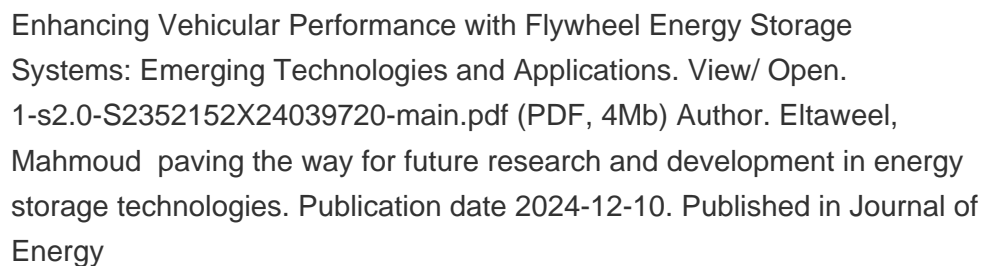 Enhancing Vehicular Performance with Flywheel Energy Storage
Systems: Emerging Technologies and Applications. View/ Open.
1-s2.0-S2352152X24039720-main.pdf (PDF, 4Mb) Author. Eltaweel,
Mahmoud  paving the way for future research and development in energy
storage technologies. Publication date 2024-12-10. Published in Journal of
Energy